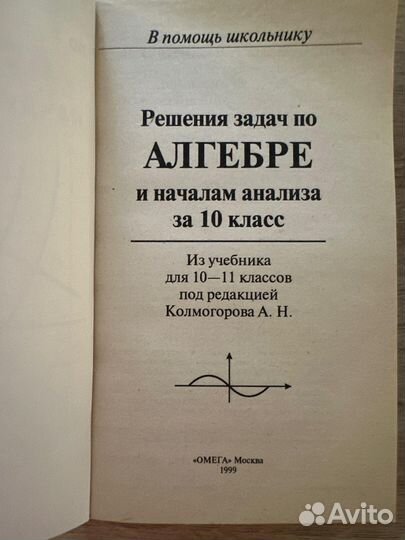 В помощь школьнику
Решения задач по
АЛГЕБРЕ
и началам анализа
за 10 класс
Из учебника
для 10—11 классов
под редакцией
Колмогорова А. Н.
«ОМЕГА» Москва
1999
Avito